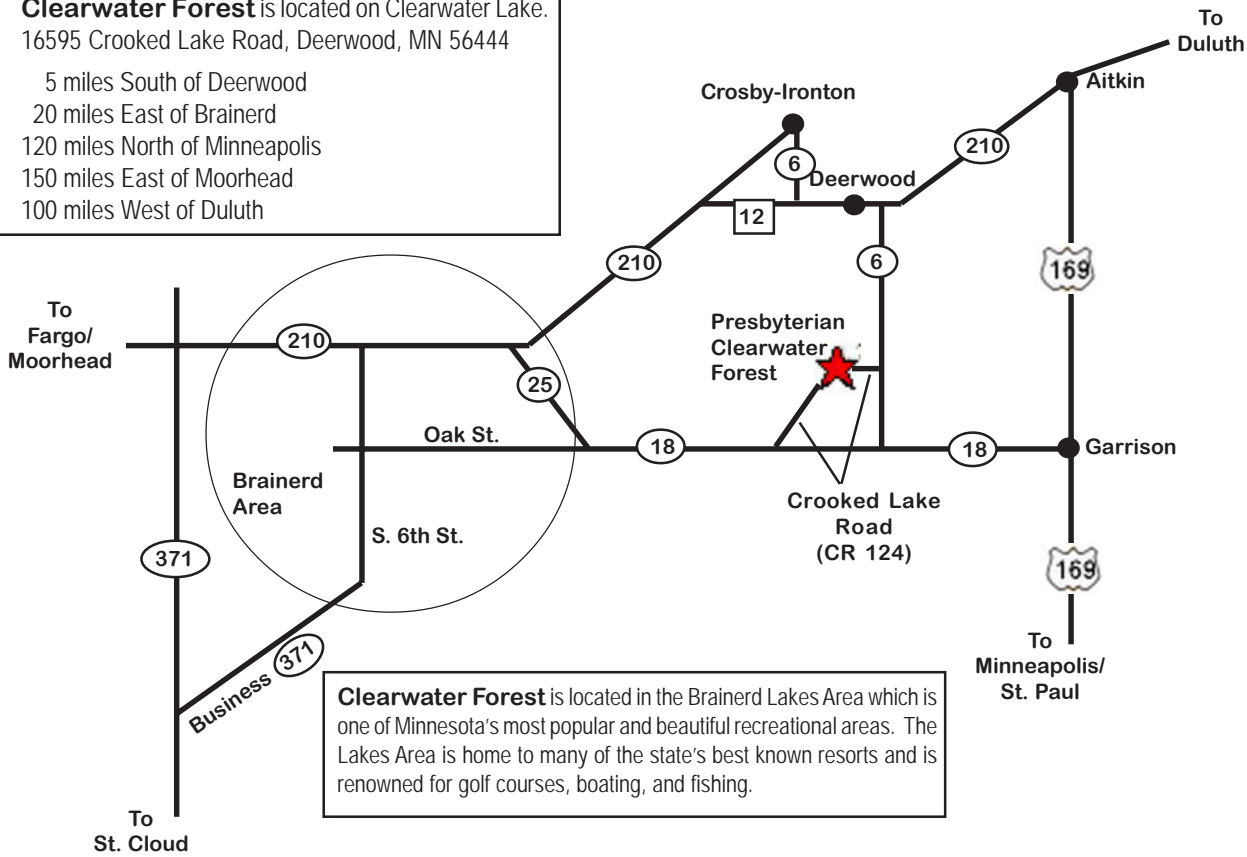 Clearwater Forest is located on Clearwater Lake.
16595 Crooked Lake Road, Deerwood, MN 56444
5 miles South of Deerwood
20 miles East of Brainerd
120 miles North of Minneapolis
150 miles East of Moorhead
100 miles West of Duluth
To
Duluth
Crosby-Ironton
Aitkin
210
6
Deerwood
12
210
6
169
To
Fargo/
Moorhead
210
Presbyterian
Clearwater
Forest
25
Oak St.
18
18
Garrison
Brainerd
Area
Crooked Lake
Road
(CR 124)
S. 6th St.
371
169
To
Minneapolis/
St. Paul
Business 371
Clearwater Forest is located in the Brainerd Lakes Area which is
one of Minnesota's most popular and beautiful recreational areas. The
Lakes Area is home to many of the state's best known resorts and is
renowned for golf courses, boating, and fishing.
To
St. Cloud